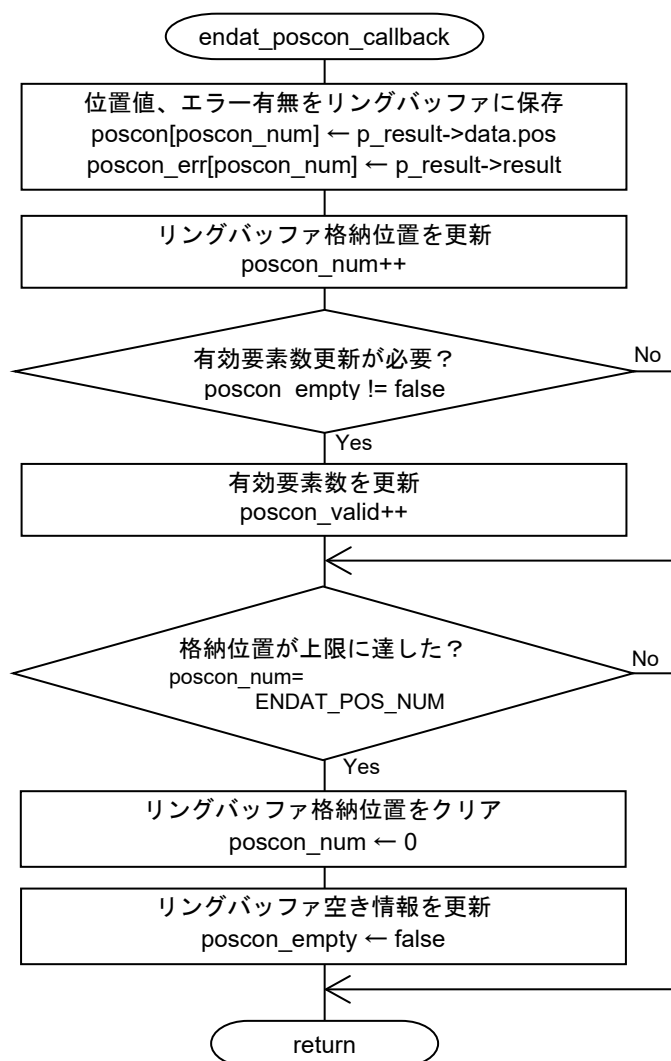 endat_poscon_callback
位置値、エラー有無をリングバッファに保存
poscon[poscon_num] ← p_result->data.pos
poscon_err[poscon_num] ← p_result->result
リングバッファ格納位置を更新
poscon_num++
有効要素数更新が必要？
poscon_empty != false
No
Yes
有効要素数を更新
poscon_valid++
格納位置が上限に達した？
poscon_num=
ENDAT_POS_NUM
No
Yes
リングバッファ格納位置をクリア
poscon_num ← 0
リングバッファ空き情報を更新
poscon_empty ← false
return